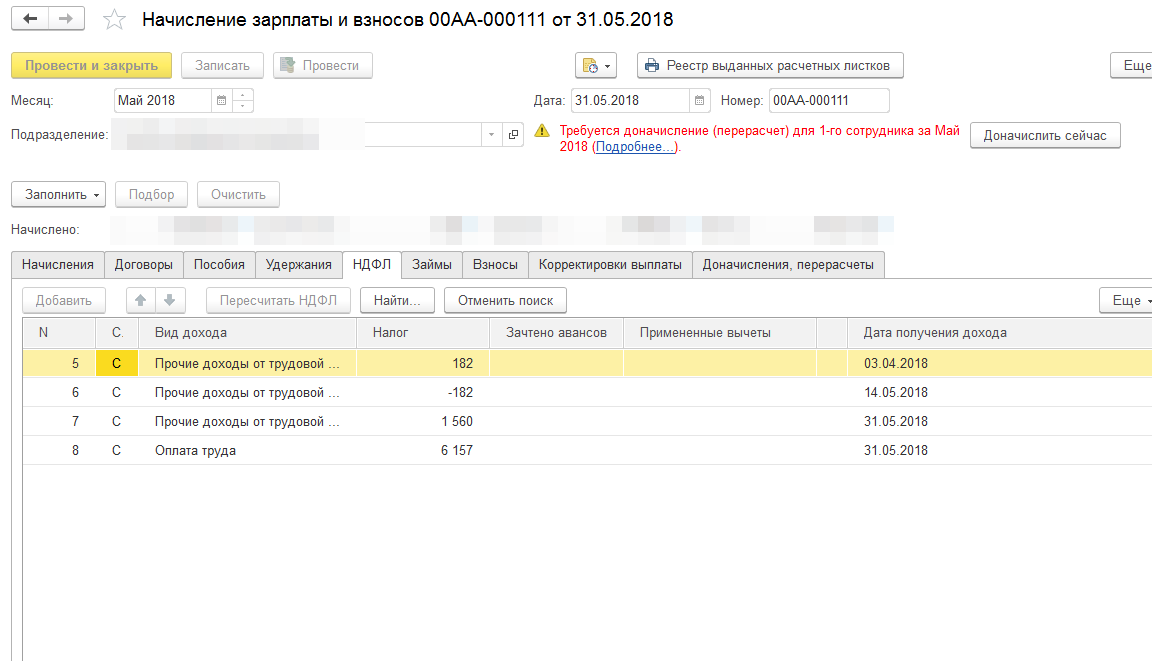 Начисление зарплаты и взносов 00АА-000111 от 31.05.2018
Провести и закрыть Записать Провести Реестр выданных расчетных листков Еще
Месяц: Май 2018 Дата: 31.05.2018 Номер: 00АА-000111
Подразделение: Требуется доначисление (перерасчет) для 1-го сотрудника за Май
2018 (Подробнее...). Доначислить сейчас
Заполнить Подбор Очистить
Начислено:
Начисления Договоры Пособия Удержания НДФЛ Займы Взносы Корректировки выплаты Доначисления, перерасчеты
Добавить Пересчитать НДФЛ Найти... Отменить поиск Еще
N С. Вид дохода Налог Зачтено авансов Примененные вычеты Дата получения дохода
5 С Прочие доходы от трудовой ... 182 03.04.2018
6 С Прочие доходы от трудовой ... -182 14.05.2018
7 С Прочие доходы от трудовой ... 1 560 31.05.2018
8 С Оплата труда 6 157 31.05.2018